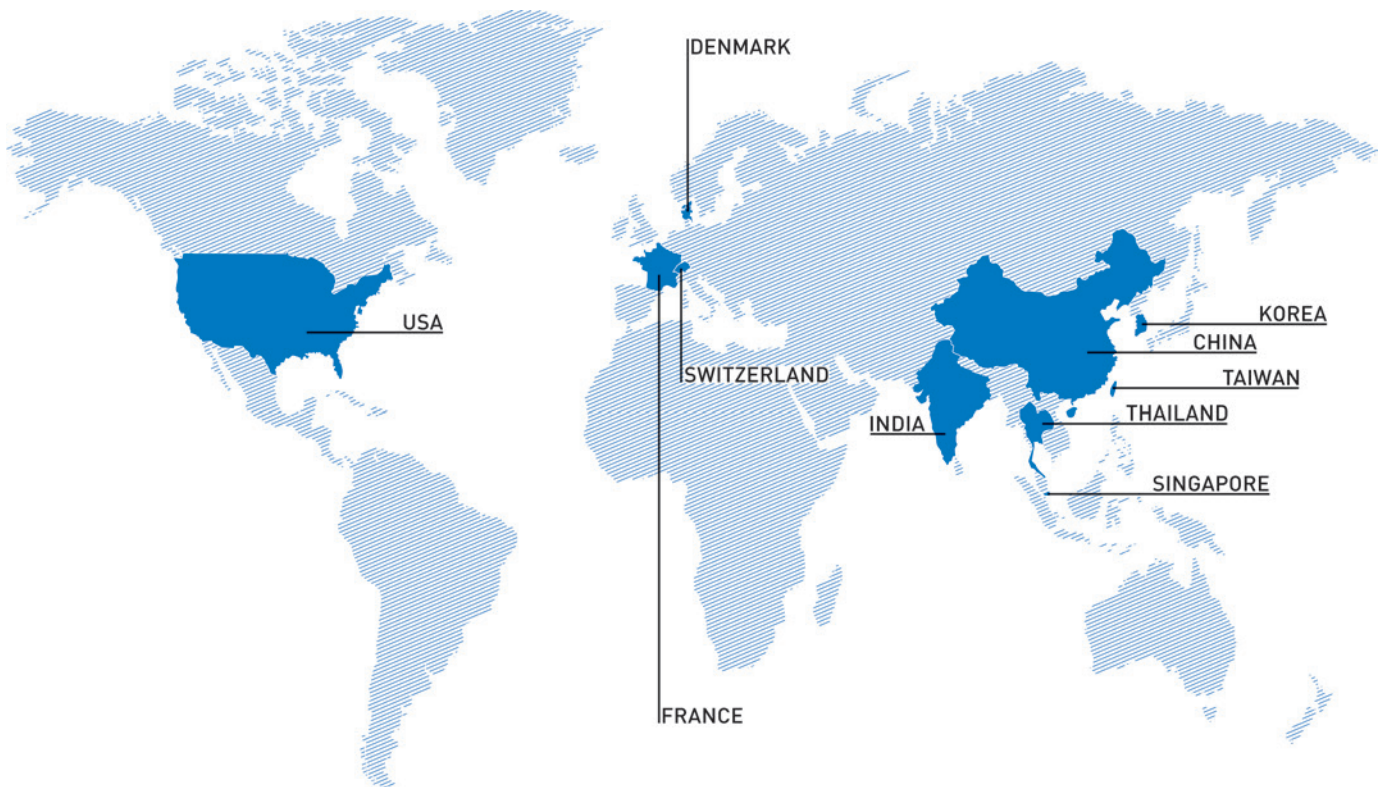 DENMARK
KOREA
USA
CHINA
SWITZERLAND
TAIWAN
THAILAND
INDIA
SINGAPORE
FRANCE